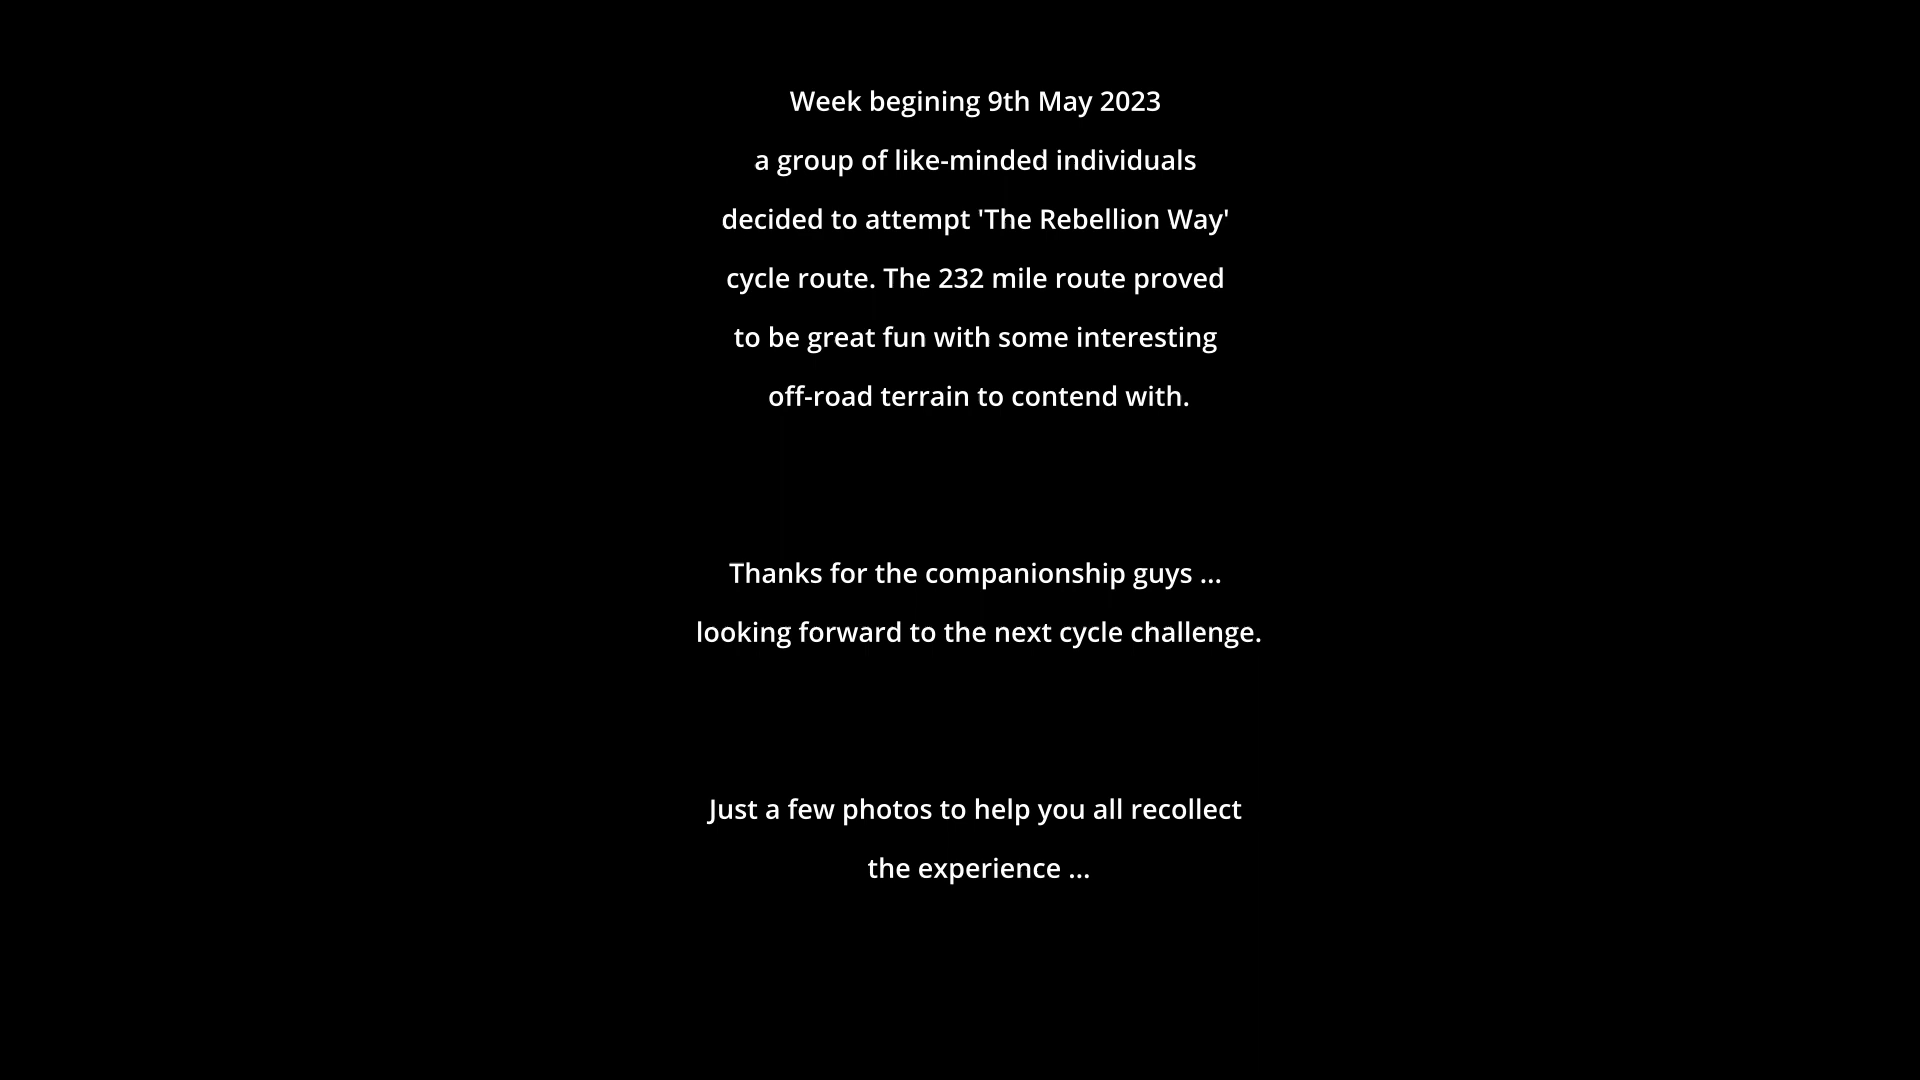 Week begining 9th May 2023
a group of like-minded individuals
decided to attempt 'The Rebellion Way'
cycle route. The 232 mile route proved
to be great fun with some interesting
off-road terrain to contend with.
Thanks for the companionship guys ...
looking forward to the next cycle challenge.
Just a few photos to help you all recollect
the experience ...